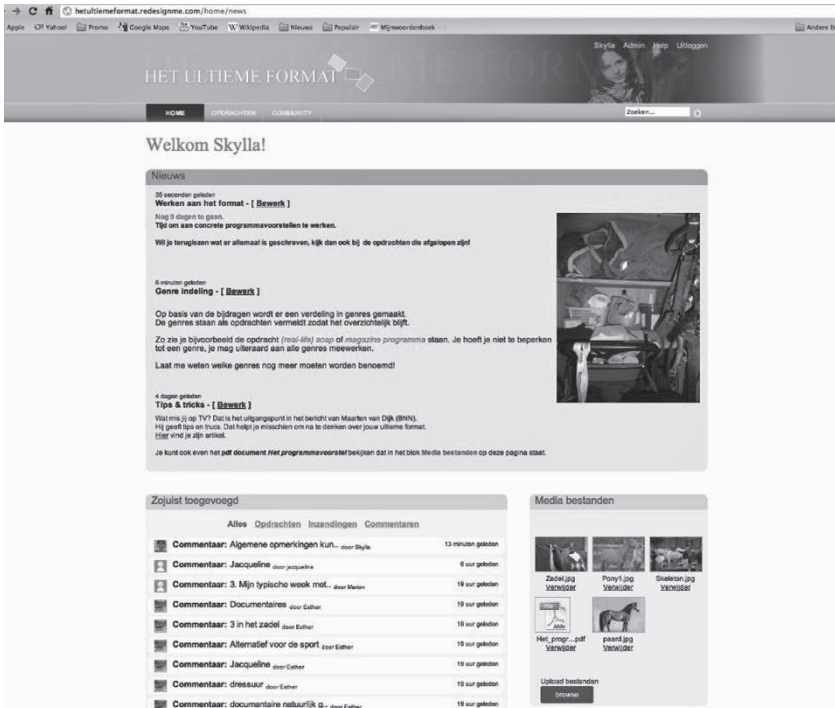 hetultiemeformat.redesignme.com/home/news
Apple Yahoo! Promo Google Maps YouTube Wikipedia Nieuws Populair Mijnwoordenboek Andere b
Skylla Admin Help Uitloggen
HET ULTIEME FORMAT
HOME OPDRACHTEN COMMUNITY Zoeken...
Welkom Skylla!
Nieuws
35 seconden geleden
Werken aan het format - [ Bewerk ]
Nog 9 dagen te gaan.
Tijd om aan concrete programmavoorstellen te werken.
Wil je teruglezen wat er allemaal is geschreven, kijk dan ook bij de opdrachten die afgelopen zijn!
6 minuten geleden
Genre indeling - [ Bewerk ]
Op basis van de bijdragen wordt er een verdeling in genres gemaakt.
De genres staan als opdrachten vermeldt zodat het overzichtelijk blijft.
Zo zie je bijvoorbeeld de opdracht (real-life) soap of magazine programma staan. Je hoeft je niet te beperken
tot een genre, je mag uiteraard aan alle genres meewerken.
Laat me weten welke genres nog meer moeten worden benoemd!
4 dagen geleden
Tips & tricks - [ Bewerk ]
Wat mis jij op TV? Dat is het uitgangspunt in het bericht van Maarten van Dijk (BNN).
Hij geeft tips en trucs. Dat helpt je misschien om na te denken over jouw ultieme format.
Hier vind je zijn artikel.
Je kunt ook even het pdf document Het programmavoorstel bekijken dat in het blok Media bestanden op deze pagina staat.
Zojuist toegevoegd
Alles Opdrachten Inzendingen Commentaren
Commentaar: Algemene opmerkingen kun.. door Skylla 13 minuten geleden
Commentaar: Jacqueline door jacqueline 6 uur geleden
Commentaar: 3. Mijn typische week met.. door Marion 19 uur geleden
Commentaar: Documentaires door Esther 19 uur geleden
Commentaar: 3 in het zadel door Esther 19 uur geleden
Commentaar: Alternatief voor de sport door Esther 19 uur geleden
Commentaar: Jacqueline door Esther 19 uur geleden
Commentaar: dressuur door Esther 19 uur geleden
Commentaar: documantaire natuurlijk g.. door Esther 19 uur geleden
Media bestanden
Zadel.jpg Pony1.jpg Skeleton.jpg
Verwijder Verwijder Verwijder
Het_progr...pdf paard.jpg
Verwijder Verwijder
Upload bestanden
browse